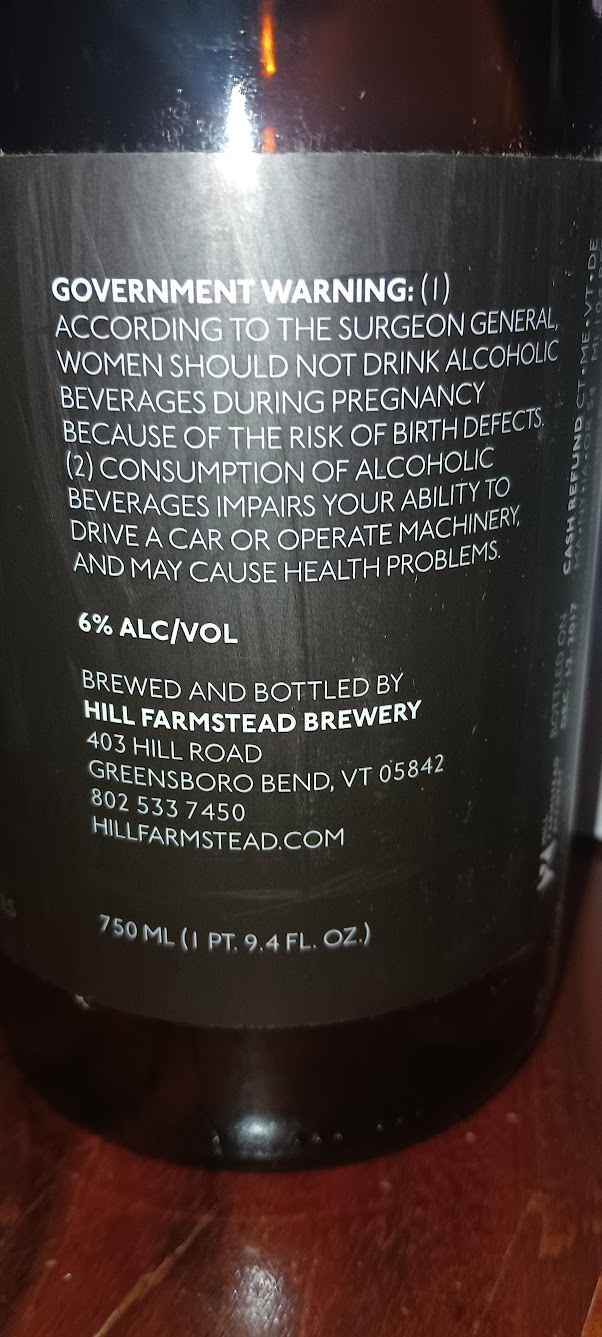 GOVERNMENT WARNING: (1)
ACCORDING TO THE SURGEON GENERAL,
WOMEN SHOULD NOT DRINK ALCOHOLIC
BEVERAGES DURING PREGNANCY
BECAUSE OF THE RISK OF BIRTH DEFECTS.
(2) CONSUMPTION OF ALCOHOLIC
BEVERAGES IMPAIRS YOUR ABILITY TO
DRIVE A CAR OR OPERATE MACHINERY,
AND MAY CAUSE HEALTH PROBLEMS.
6% ALC/VOL
BREWED AND BOTTLED BY
HILL FARMSTEAD BREWERY
403 HILL ROAD
GREENSBORO BEND, VT 05842
802 533 7450
HILLFARMSTEAD.COM
750 ML (1 PT. 9.4 FL. OZ.)
CASH REFUND CT·ME·VT·DE
BOTTLED ON
DEC 2017